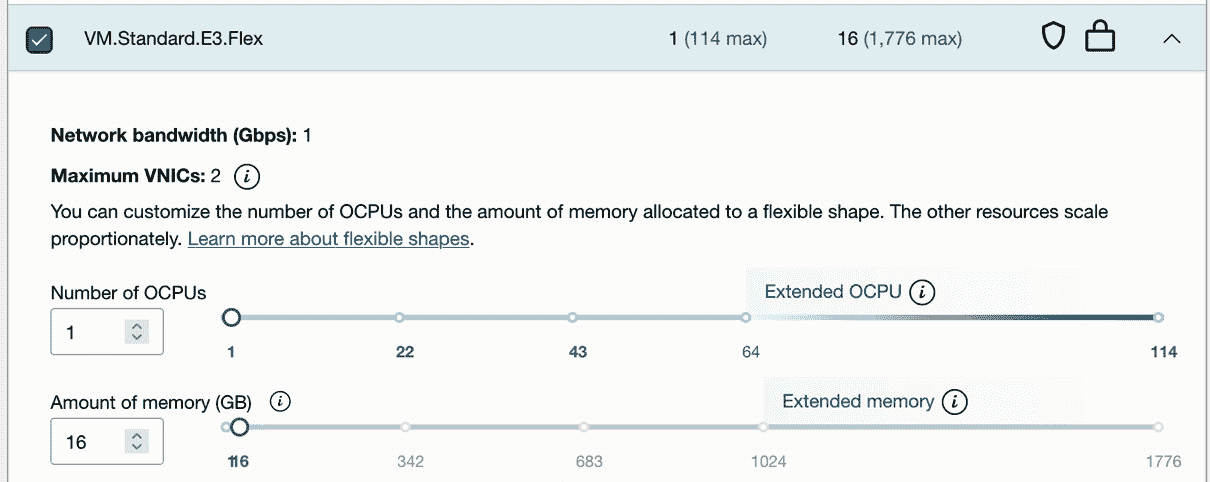 VM.Standard.E3.Flex 1 (114 max) 16 (1,776 max)
Network bandwidth (Gbps): 1
Maximum VNICs: 2 i
You can customize the number of OCPUs and the amount of memory allocated to a flexible shape. The other resources scale
proportionately. Learn more about flexible shapes.
Extended OCPU i
Number of OCPUs
1
1 22 43 64 114
Extended memory i
Amount of memory (GB) i
16
1 16 342 683 1024 1776